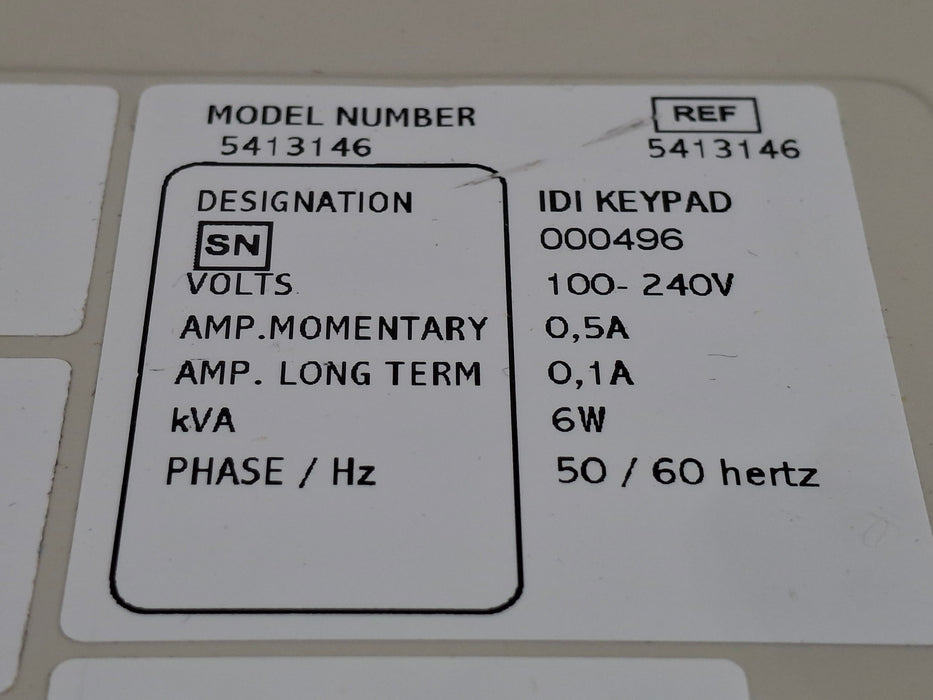 MODEL NUMBER REF
5413146 5413146
DESIGNATION IDI KEYPAD
SN 000496
VOLTS 100- 240V
AMP.MOMENTARY 0,5A
AMP. LONG TERM 0,1A
kVA 6W
PHASE / Hz 50 / 60 hertz